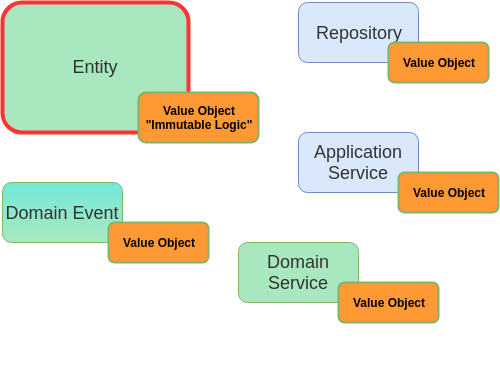 Entity
Value Object
"Immutable Logic"
Repository
Value Object
Application
Service
Value Object
Domain Event
Value Object
Domain
Service
Value Object